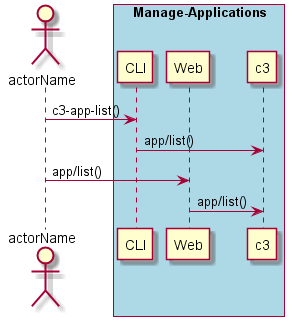 Manage-Applications
actorName
CLI
Web
c3
c3-app-list()
app/list()
app/list()
app/list()
actorName
CLI
Web
c3